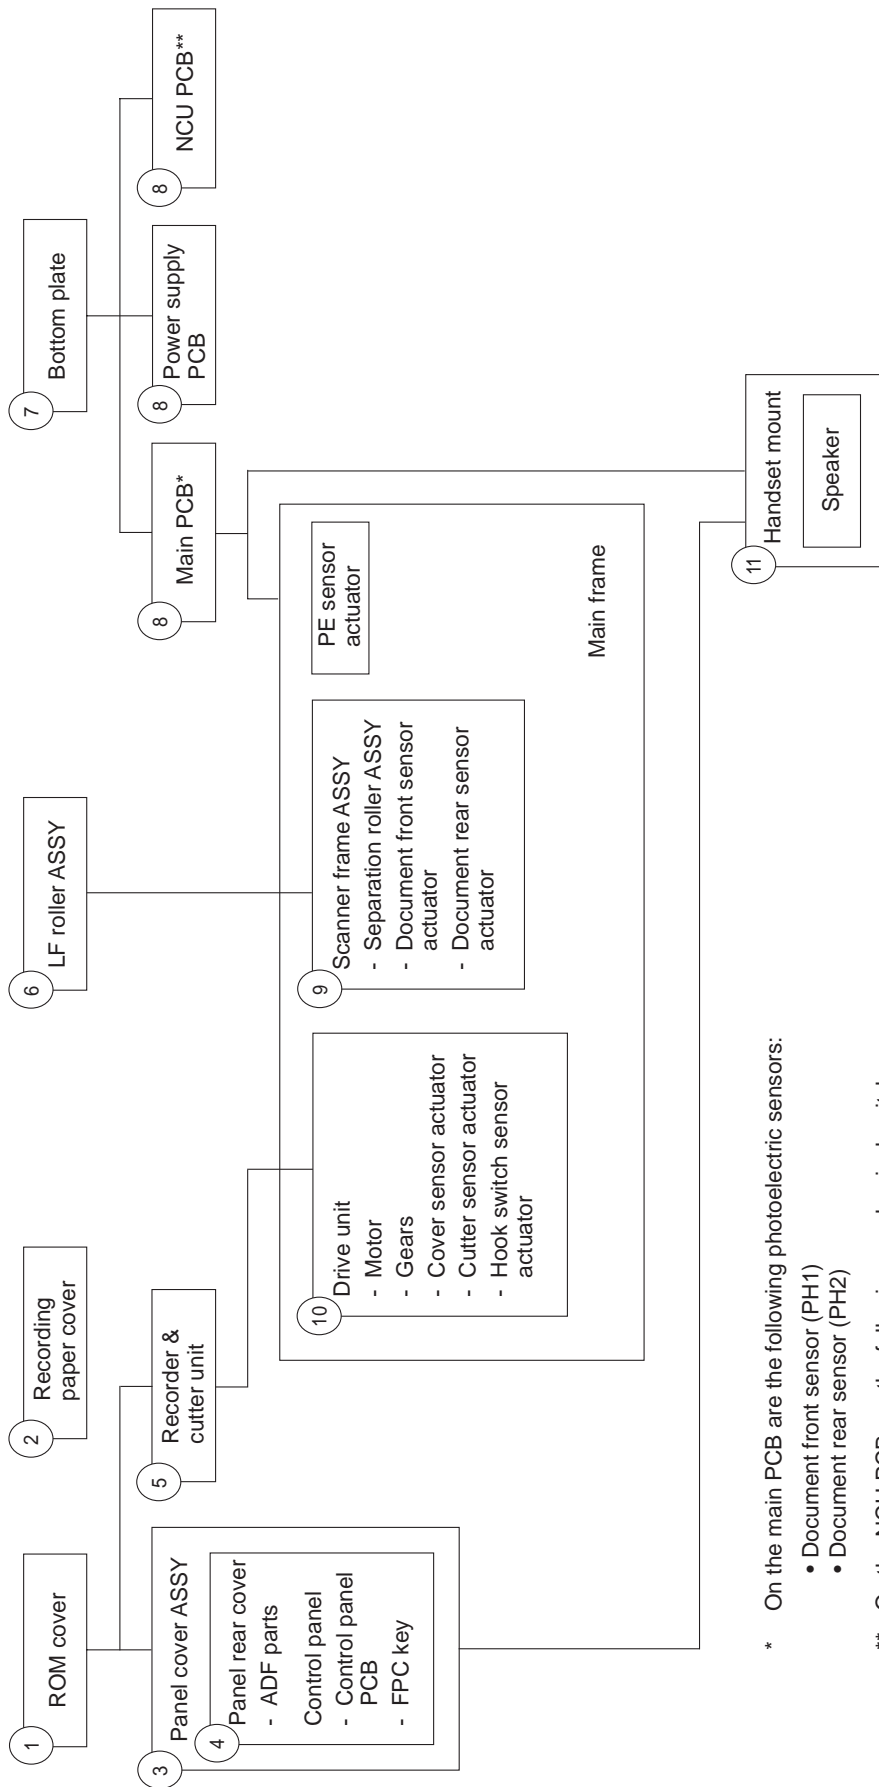 1
ROM cover
2
Recording
paper cover
6
LF roller ASSY
7
Bottom plate
3
Panel cover ASSY
4
Panel rear cover
- ADF parts
Control panel
- Control panel
PCB
- FPC key
5
Recorder &
cutter unit
8
Main PCB*
8
Power supply
PCB
8
NCU PCB**
10
Drive unit
- Motor
- Gears
- Cover sensor actuator
- Cutter sensor actuator
- Hook switch sensor
actuator
9
Scanner frame ASSY
- Separation roller ASSY
- Document front sensor
actuator
- Document rear sensor
actuator
PE sensor
actuator
Main frame
11
Handset mount
Speaker
* On the main PCB are the following photoelectric sensors:
• Document front sensor (PH1)
• Document rear sensor (PH2)
** On the NCU PCB